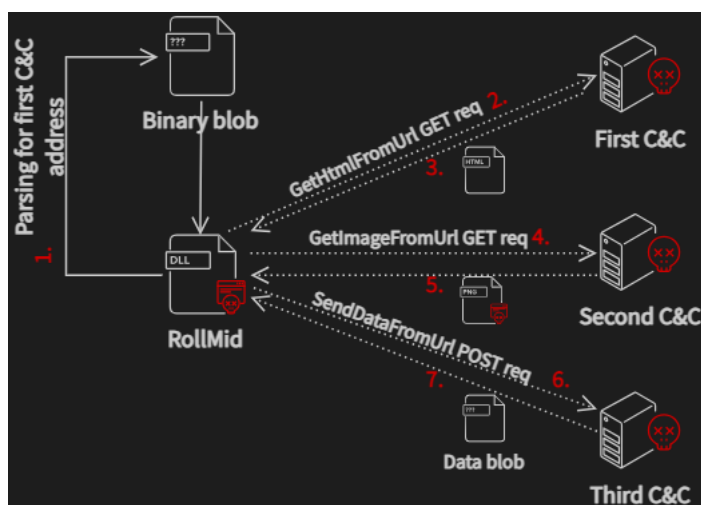 Parsing for first C&C
address
1.
???
Binary blob
GetHtmlFromUrl GET req 2.
3.
HTML
First C&C
DLL
RollMid
GetImageFromUrl GET req 4.
5.
PNG
Second C&C
SendDataFromUrl POST req 6.
7.
???
Data blob
Third C&C